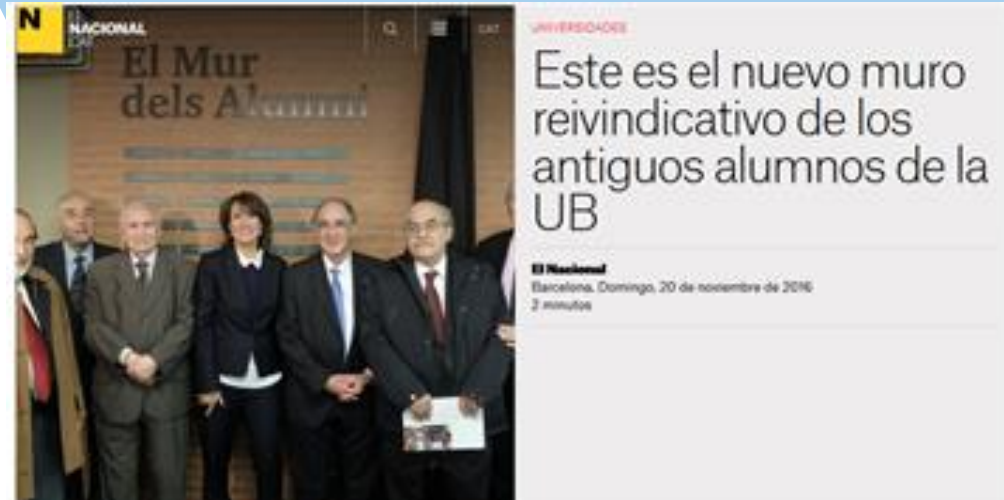 N
NACIONAL
CAT
El Mur
dels Alumni
UNIVERSIDADES
Este es el nuevo muro
reivindicativo de los
antiguos alumnos de la
UB
El Nacional
Barcelona. Domingo, 20 de noviembre de 2016
2 minutos